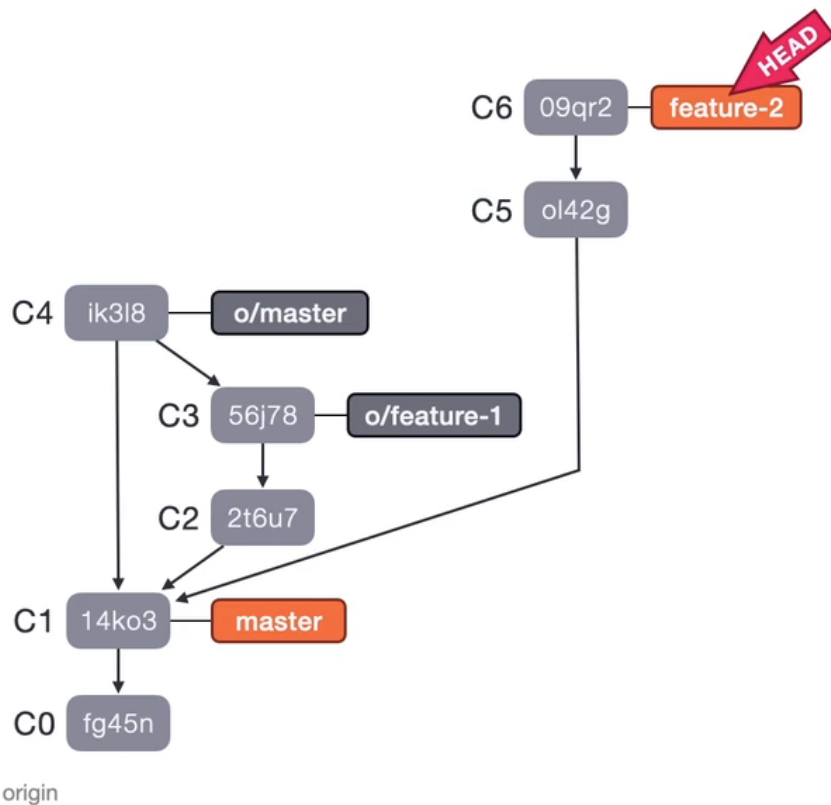 HEAD
C6 09qr2 feature-2
C5 ol42g
C4 ik3l8 o/master
C3 56j78 o/feature-1
C2 2t6u7
C1 14ko3 master
C0 fg45n
origin